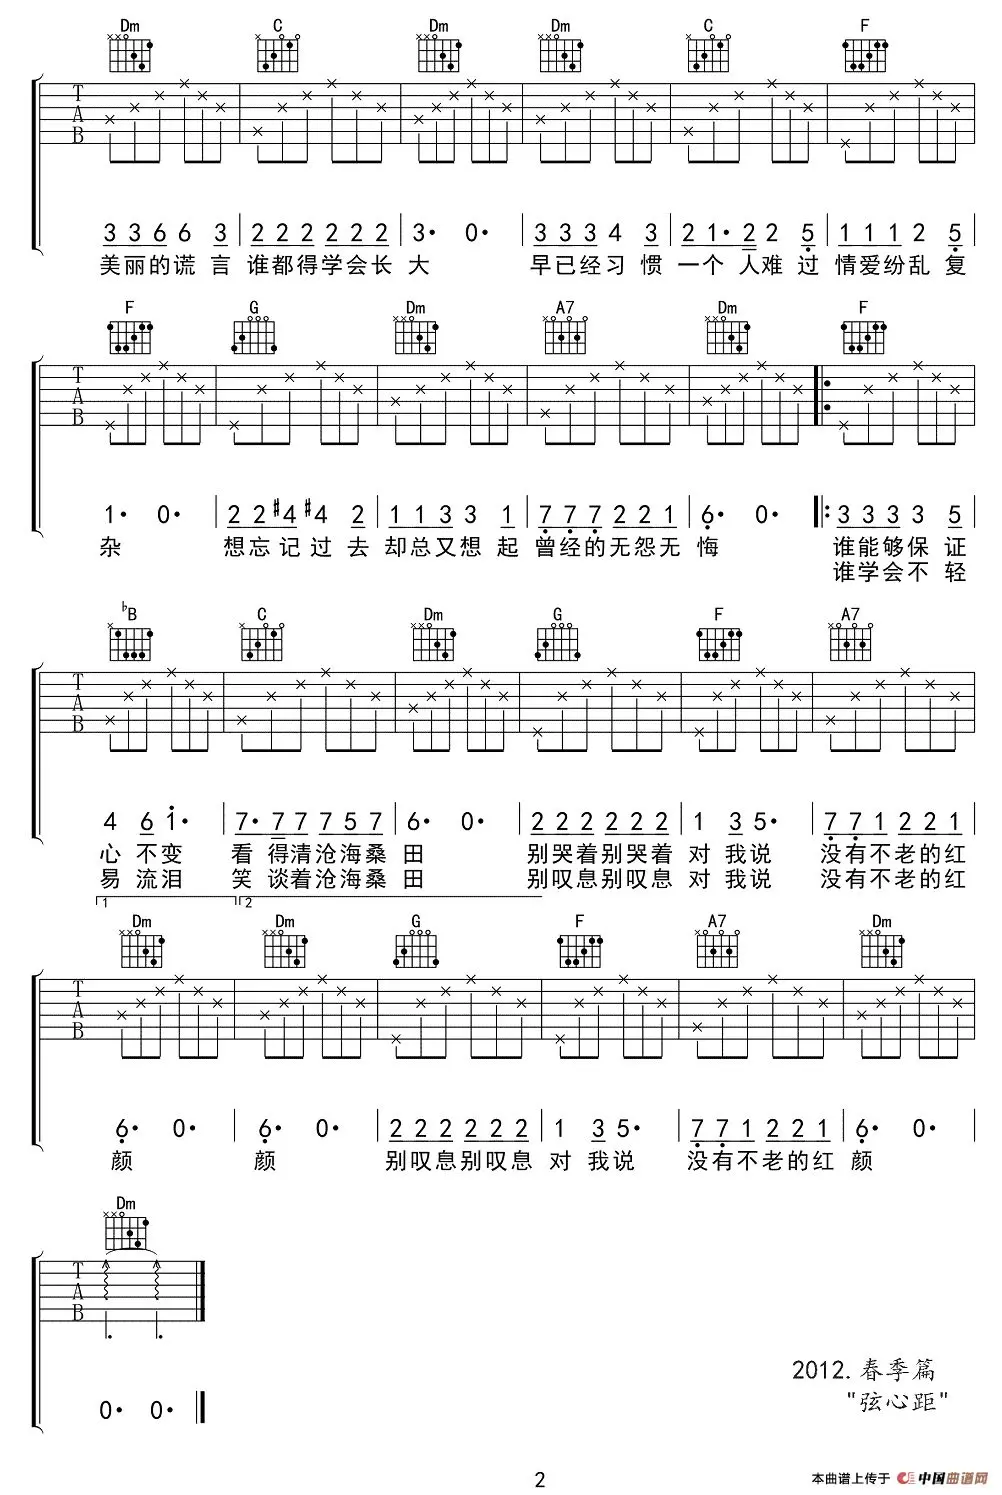 Dm C Dm Dm C F
T
A
B
3 3 6 6 3 2 2 2 2 2 2 3· 0· 3 3 3 4 3 2 1· 2 2 5 1 1 1 2 5
美丽的谎言 谁都得学会长大 早已经习惯 一个人难过 情爱纷乱复
F G Dm A7 Dm F
T
A
B
1· 0· 2 2 #4 #4 2 1 1 3 3 1 7 7 7 2 2 1 6· 0· 3 3 3 3 5
杂 想忘记过去 却总又想起 曾经的无怨无悔 谁能够保证
谁学会不轻
♭B C Dm G F A7
T
A
B
4 6 1· 7· 7 7 7 5 7 6· 0· 2 2 2 2 2 2 1 3 5· 7 7 1 2 2 1
心不变 看得清沧海桑田 别哭着别哭着 对我说 没有不老的红
易流泪 笑谈着沧海桑田 别叹息别叹息 对我说 没有不老的红
1 2
Dm Dm G F A7 Dm
T
A
B
6· 0· 6· 0· 2 2 2 2 2 2 1 3 5· 7 7 1 2 2 1 6· 0·
颜 颜 别叹息别叹息 对我说 没有不老的红颜
Dm
T
A
B
0· 0·
2012.春季篇
"弦心距"
2
本曲谱上传于 中国曲谱网